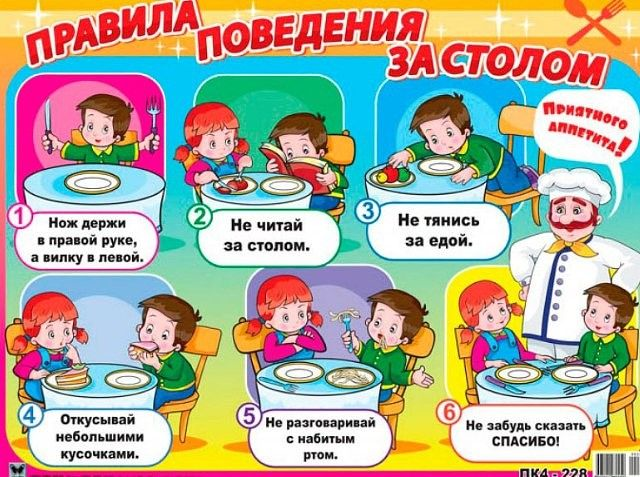 ПРАВИЛА
ПОВЕДЕНИЯ
ЗА СТОЛОМ
Приятного
аппетита!
1
Нож держи
в правой руке,
а вилку в левой.
2
Не читай
за столом.
3
Не тянись
за едой.
4
Откусывай
небольшими
кусочками.
5
Не разговаривай
с набитым
ртом.
6
Не забудь сказать
СПАСИБО!
ПК4 - 228